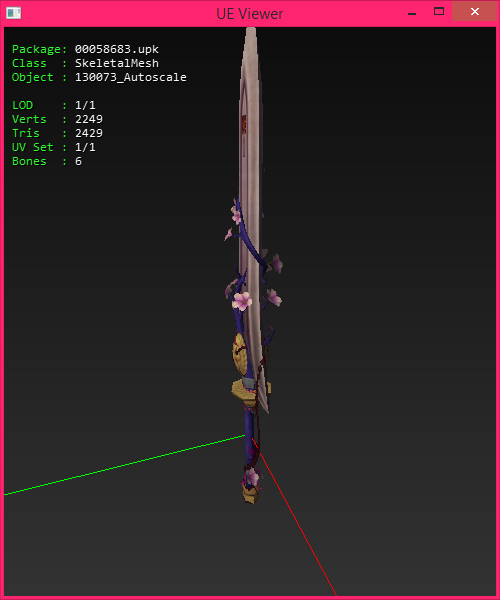 UE Viewer
Package: 00058683.upk
Class  : SkeletalMesh
Object : 130073_Autoscale
LOD    : 1/1
Verts  : 2249
Tris   : 2429
UV Set : 1/1
Bones  : 6